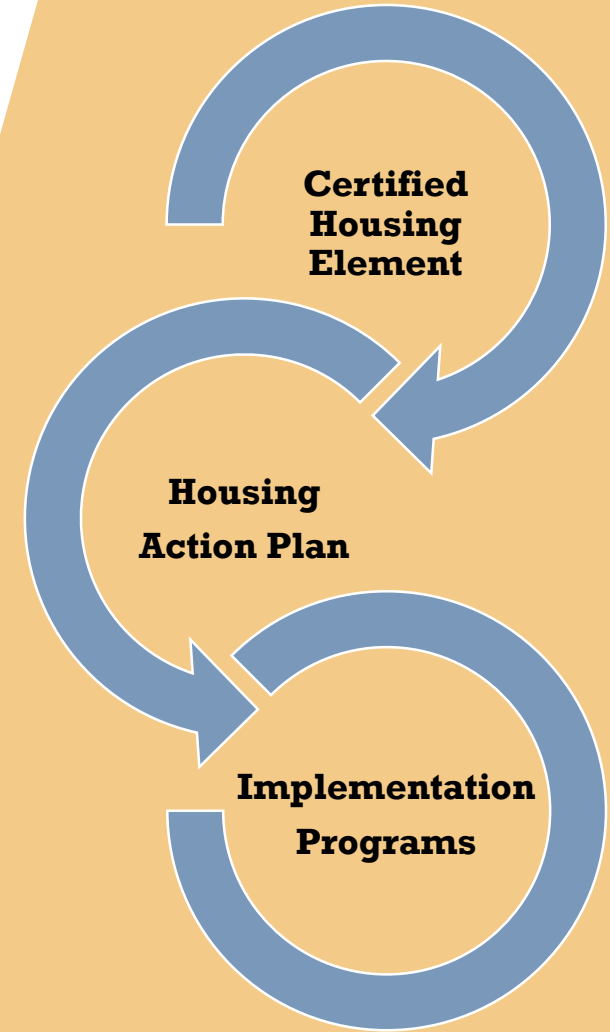 Certified
Housing
Element
Housing
Action Plan
Implementation
Programs